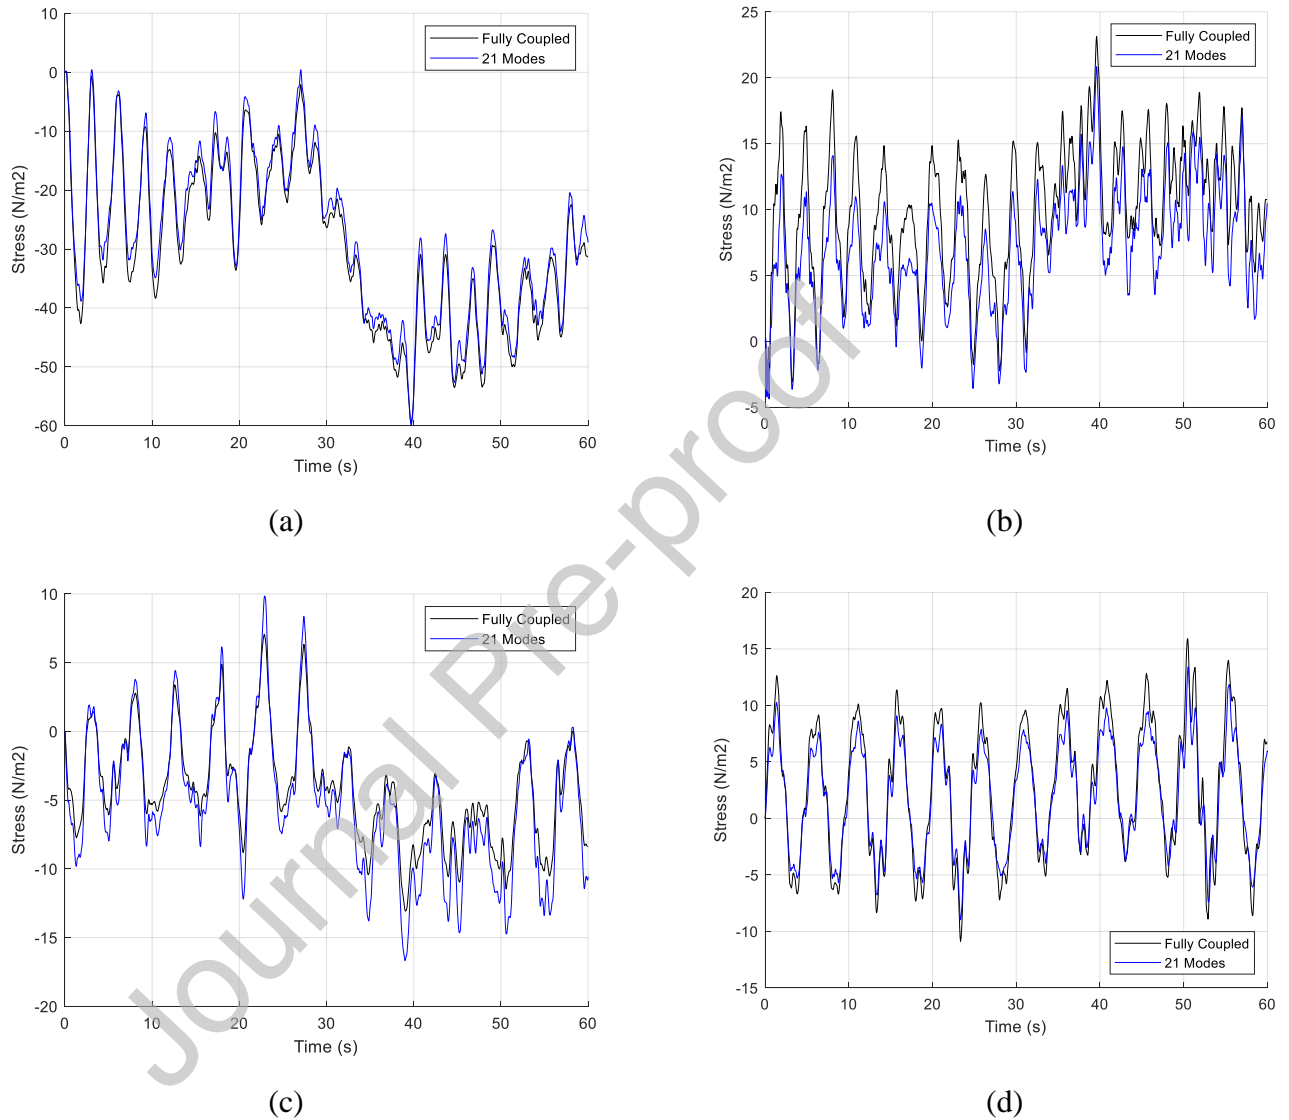 Fully Coupled
21 Modes
10
0
-10
-20
-30
-40
-50
-60
0
10
20
30
40
50
60
Stress (N/m2)
Time (s)
(a)
Fully Coupled
21 Modes
25
20
15
10
5
0
-5
0
10
20
30
40
50
60
Stress (N/m2)
Time (s)
(b)
Fully Coupled
21 Modes
10
5
0
-5
-10
-15
-20
0
10
20
30
40
50
60
Stress (N/m2)
Time (s)
(c)
20
15
10
5
0
-5
-10
-15
0
10
20
30
40
50
60
Stress (N/m2)
Time (s)
Fully Coupled
21 Modes
(d)
Journal Pre-proof